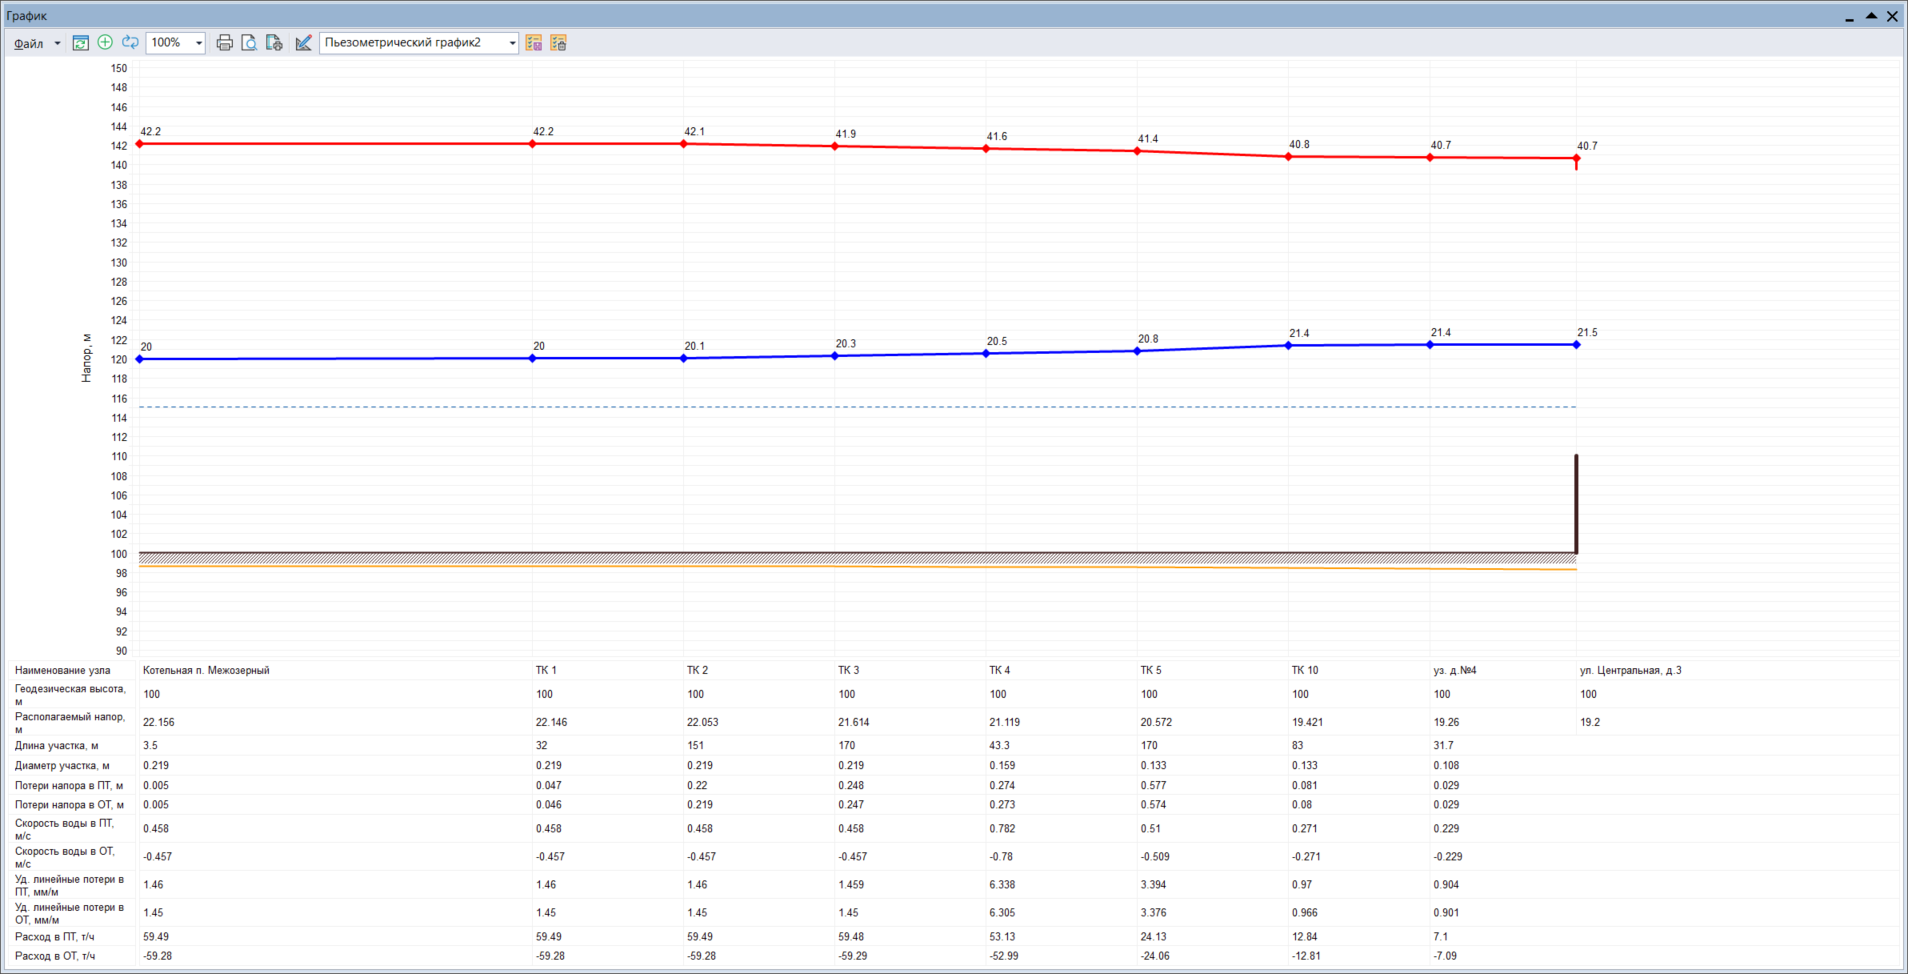 График
Файл 100% Пьезометрический график2
150
148
146
144
142
140
138
136
134
132
130
128
126
124
122
120
118
116
114
112
110
108
106
104
102
100
98
96
94
92
90
Напор, м
42.2 42.2 42.1 41.9 41.6 41.4 40.8 40.7 40.7
20 20 20.1 20.3 20.5 20.8 21.4 21.4 21.5
Наименование узла Котельная п. Межозерный ТК 1 ТК 2 ТК 3 ТК 4 ТК 5 ТК 10 уз. д.№4 ул. Центральная, д.3
Геодезическая высота,
м 100 100 100 100 100 100 100 100 100
Располагаемый напор,
м 22.156 22.146 22.053 21.614 21.119 20.572 19.421 19.26 19.2
Длина участка, м 3.5 32 151 170 43.3 170 83 31.7
Диаметр участка, м 0.219 0.219 0.219 0.219 0.159 0.133 0.133 0.108
Потери напора в ПТ, м 0.005 0.047 0.22 0.248 0.274 0.577 0.081 0.029
Потери напора в ОТ, м 0.005 0.046 0.219 0.247 0.273 0.574 0.08 0.029
Скорость воды в ПТ,
м/с 0.458 0.458 0.458 0.458 0.782 0.51 0.271 0.229
Скорость воды в ОТ,
м/с -0.457 -0.457 -0.457 -0.457 -0.78 -0.509 -0.271 -0.229
Уд. линейные потери в
ПТ, мм/м 1.46 1.46 1.46 1.459 6.338 3.394 0.97 0.904
Уд. линейные потери в
ОТ, мм/м 1.45 1.45 1.45 1.45 6.305 3.376 0.966 0.901
Расход в ПТ, т/ч 59.49 59.49 59.49 59.48 53.13 24.13 12.84 7.1
Расход в ОТ, т/ч -59.28 -59.28 -59.28 -59.29 -52.99 -24.06 -12.81 -7.09